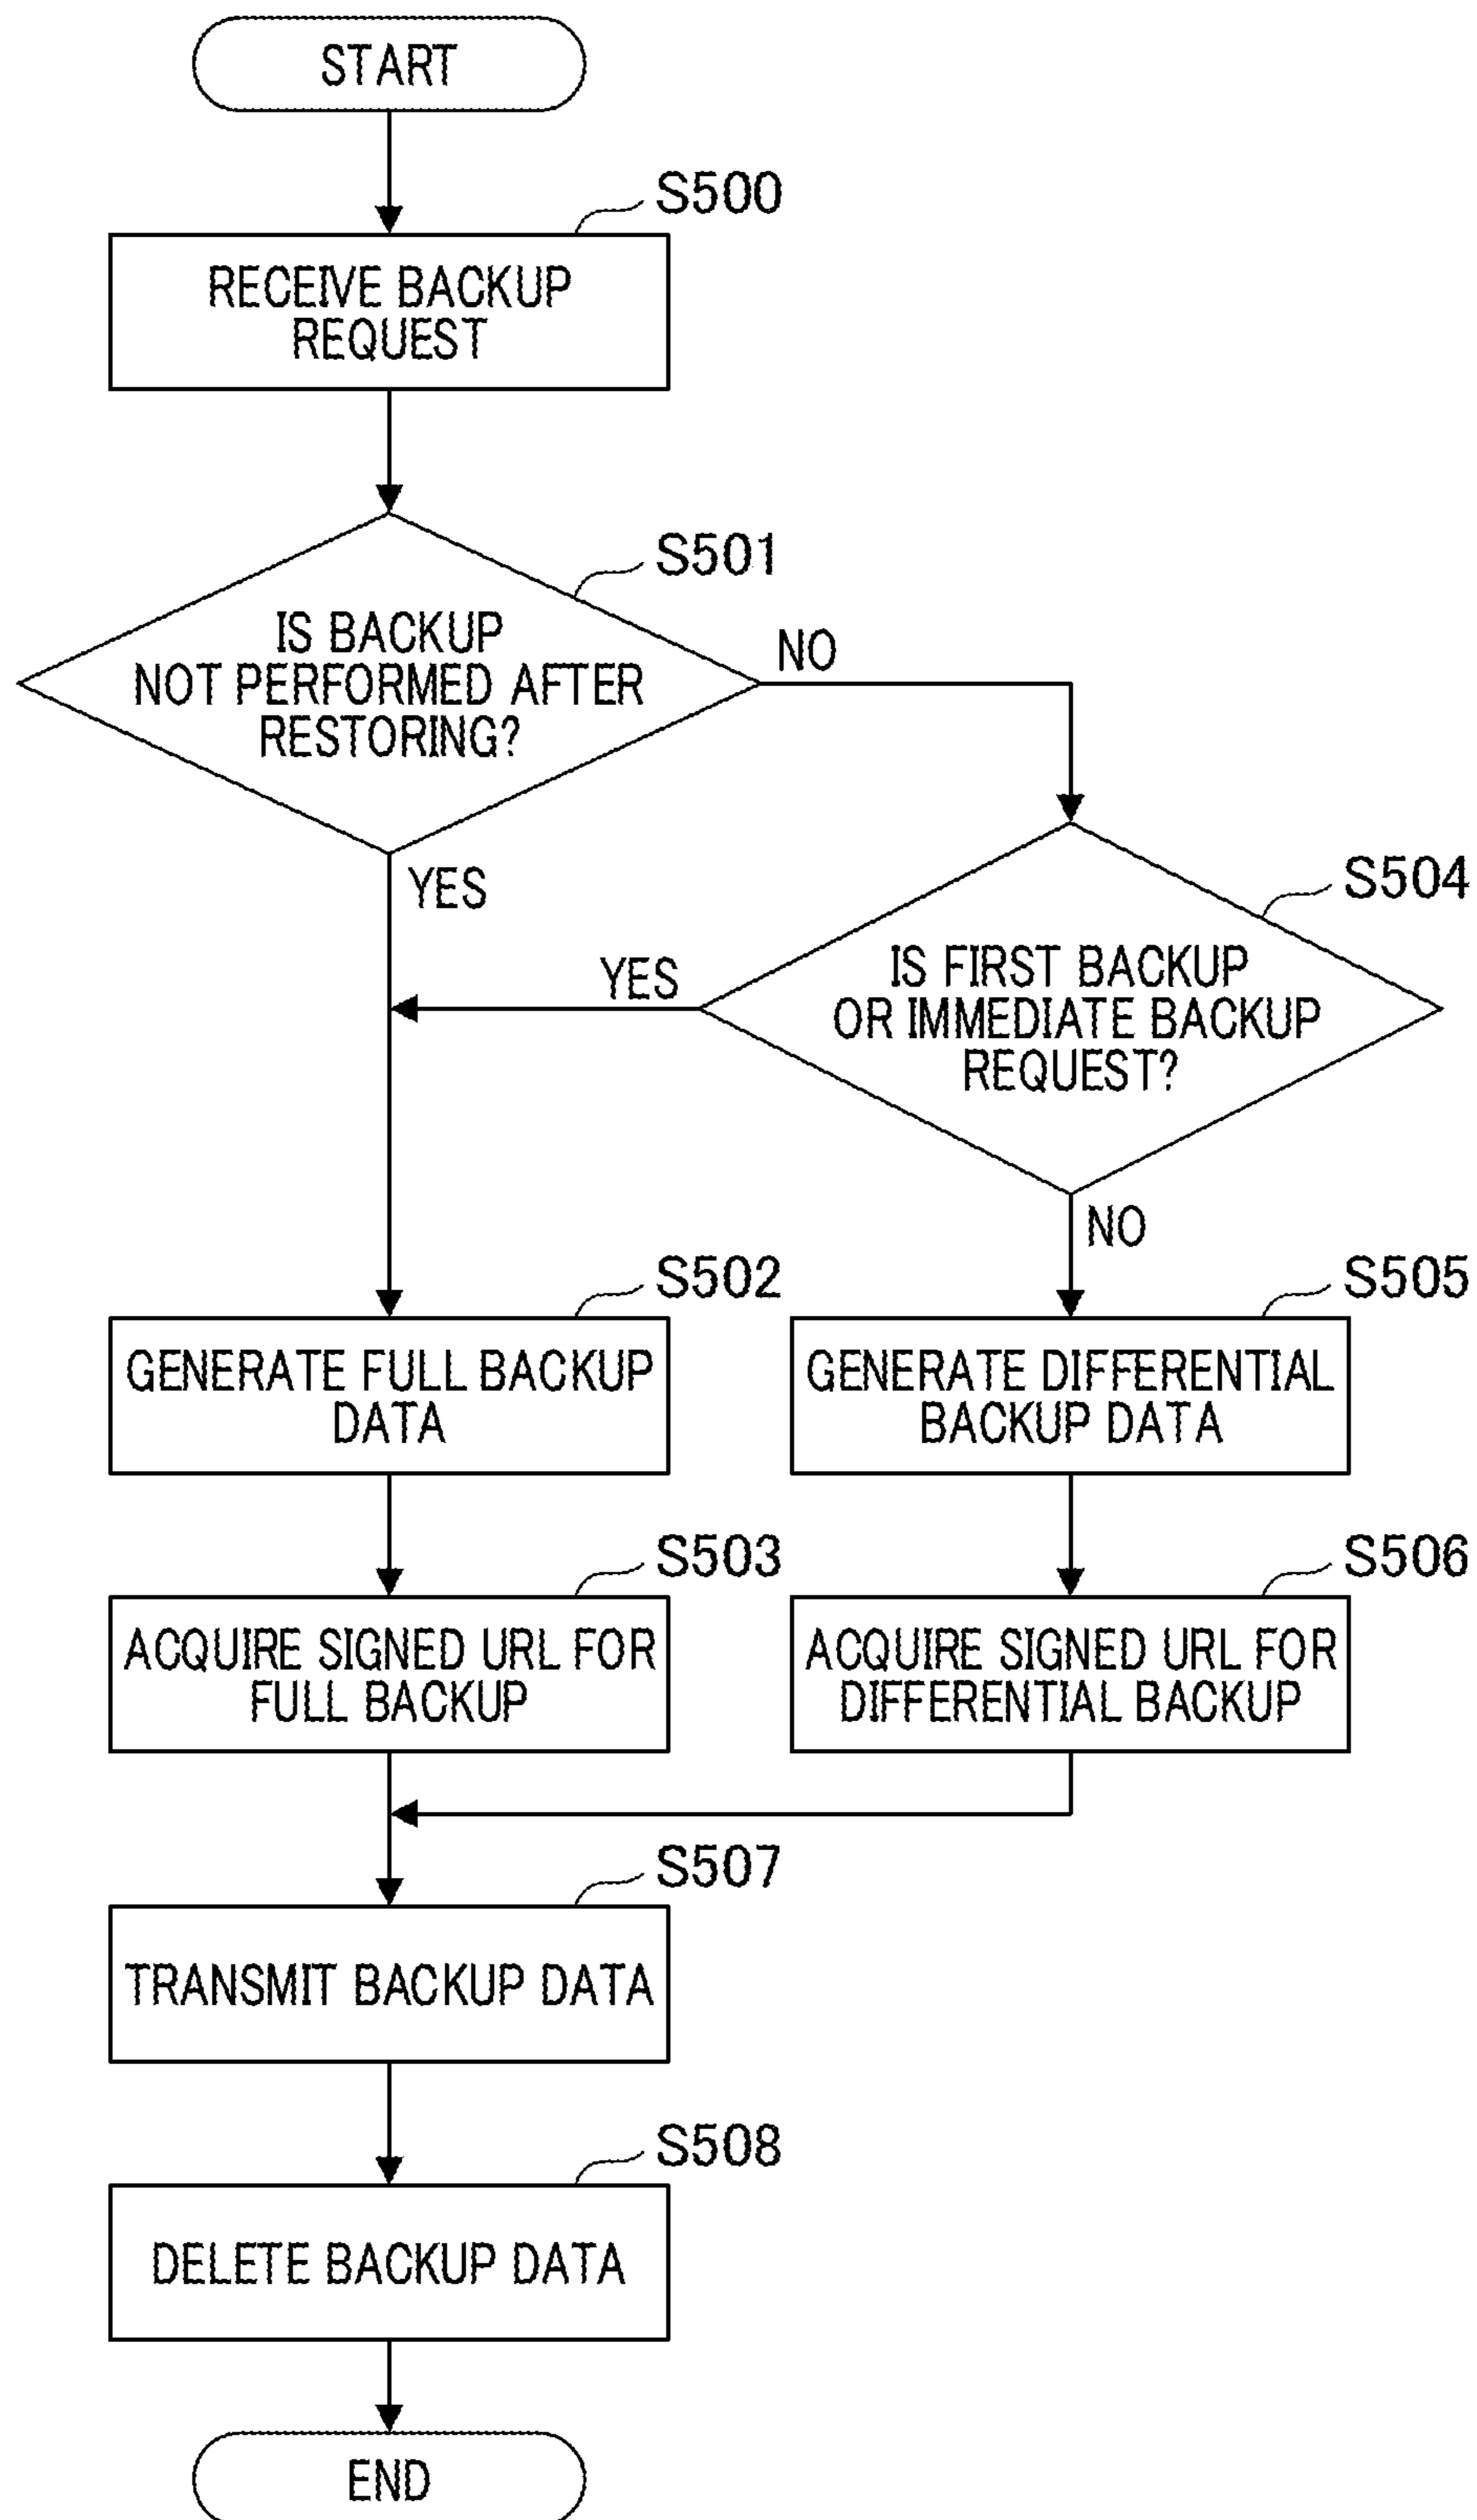 START
S500
RECEIVE BACKUP
REQUEST
S501
IS BACKUP
NOT PERFORMED AFTER
RESTORING?
NO
YES
S504
IS FIRST BACKUP
OR IMMEDIATE BACKUP
REQUEST?
YES
NO
S502
GENERATE FULL BACKUP
DATA
S505
GENERATE DIFFERENTIAL
BACKUP DATA
S503
ACQUIRE SIGNED URL FOR
FULL BACKUP
S506
ACQUIRE SIGNED URL FOR
DIFFERENTIAL BACKUP
S507
TRANSMIT BACKUP DATA
S508
DELETE BACKUP DATA
END